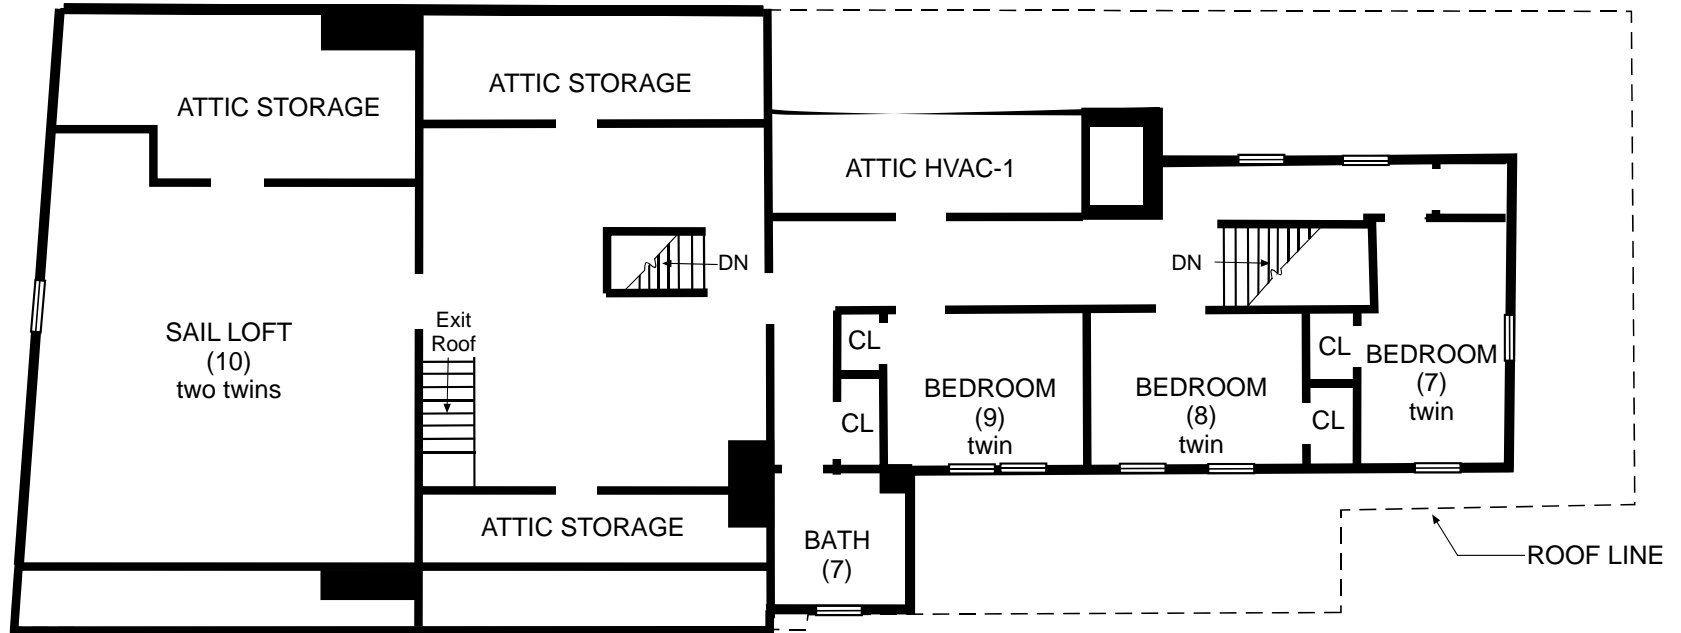 ATTIC STORAGE
ATTIC STORAGE
ATTIC HVAC-1
DN
DN
Exit
Roof
SAIL LOFT
(10)
two twins
CL
CL
BEDROOM
(9)
twin
BEDROOM
(8)
twin
CL
CL
BEDROOM
(7)
twin
ATTIC STORAGE
BATH
(7)
ROOF LINE